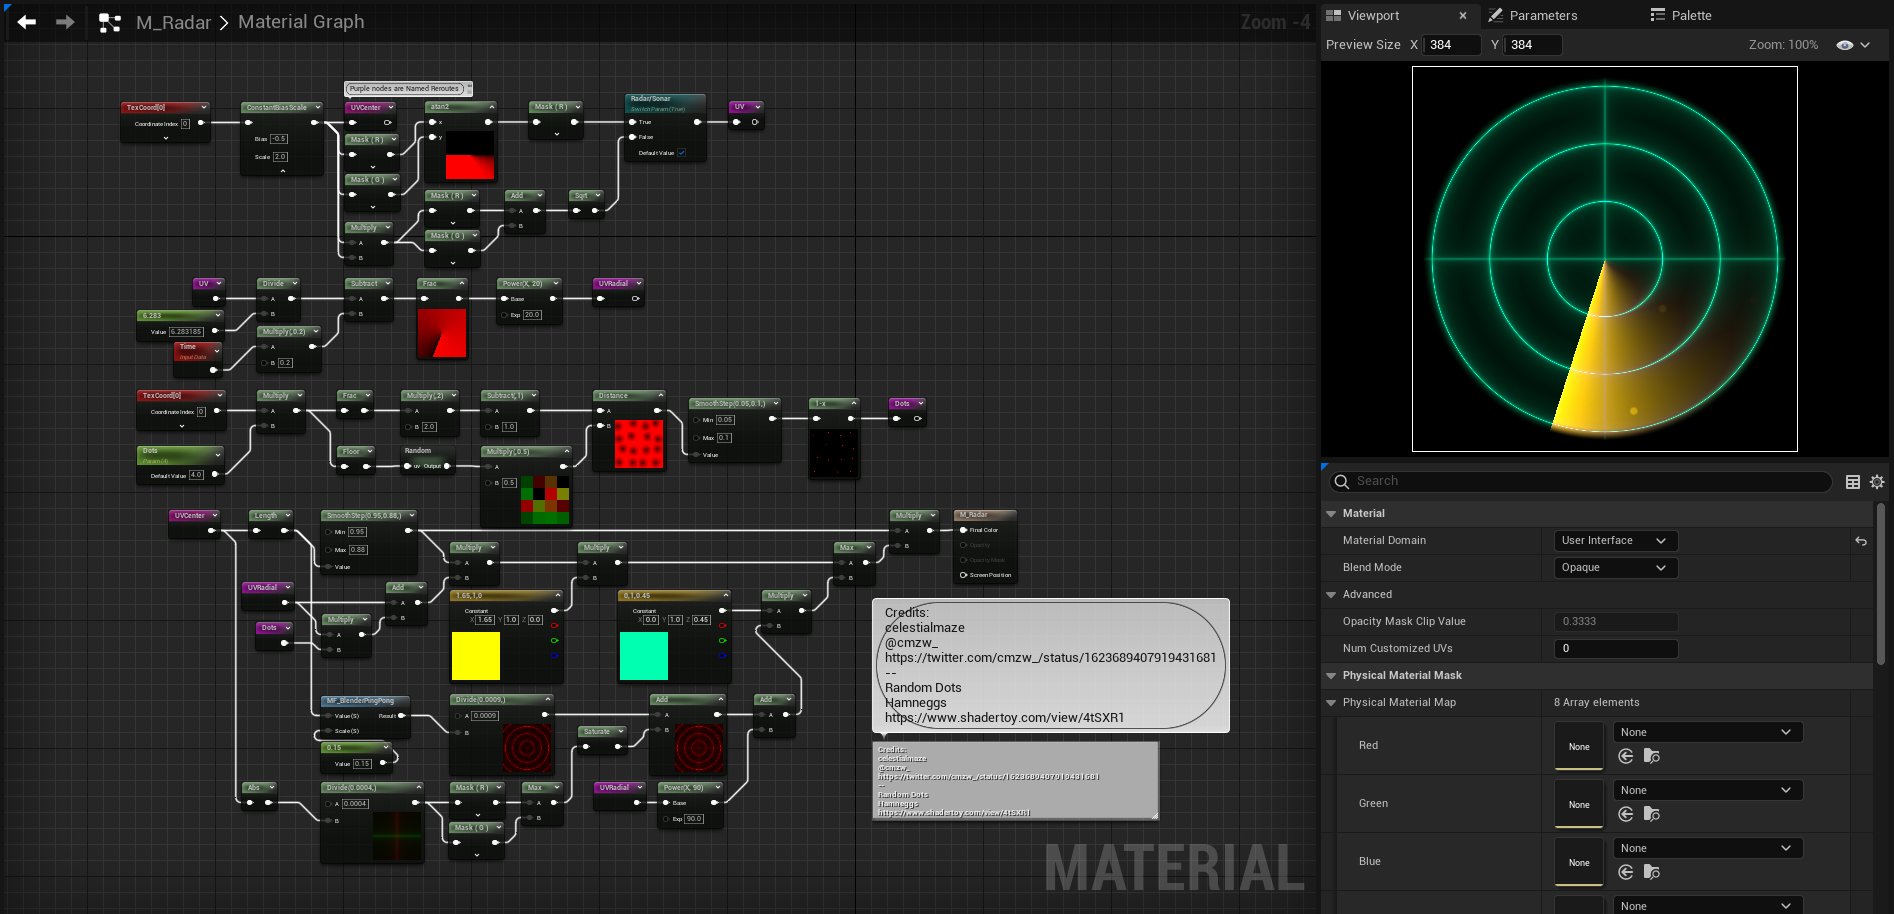 M_Radar > Material Graph
Zoom -4
Purple nodes are Named Reroutes
TexCoord[0]
Coordinate Index 0
ConstantBiasScale
Bias -0.5
Scale 2.0
UVCenter
Mask ( R )
Mask ( G )
Multiply
A
B
atan2
x
y
Mask ( R )
Mask ( R )
Mask ( G )
Add
A
B
Sqrt
Radar/Sonar
Switch Param (True)
True
False
Default Value
UV
UV
6.283
Value 6.283185
Time
Input Data
Divide
A
B
Multiply(,0.2)
A
B 0.2
Subtract
A
B
Frac
Power(X, 20)
Base
Exp 20.0
UVRadial
TexCoord[0]
Coordinate Index 0
Dots
Param (4)
Default Value 4.0
Multiply
A
B
Frac
Floor
Multiply(,2)
A
B 2.0
Random
uv Output
Subtract(,1)
A
B 1.0
Multiply(,0.5)
A
B 0.5
Distance
A
B
SmoothStep(0.05,0.1,)
Min 0.05
Max 0.1
Value
1-x
Dots
UVCenter
Length
SmoothStep(0.95,0.88,)
Min 0.95
Max 0.88
Value
UVRadial
Dots
Multiply
A
B
Add
A
B
Multiply
A
B
Multiply
A
B
1.65,1,0
Constant
X 1.65 Y 1.0 Z 0.0
0,1,0.45
Constant
X 0.0 Y 1.0 Z 0.45
Multiply
A
B
Max
A
B
Multiply
A
B
M_Radar
Final Color
Opacity
Opacity Mask
Screen Position
MF_BlenderPingPong
Value (S) Result
Scale (S)
0.15
Value 0.15
Divide(0.0009,)
A 0.0009
B
Saturate
Add
A
B
Add
A
B
Abs
Divide(0.0004,)
A 0.0004
B
Mask ( R )
Mask ( G )
Max
A
B
UVRadial
Power(X, 90)
Base
Exp 90.0
Credits:
celestialmaze
@cmzw_
https://twitter.com/cmzw_/status/1623689407919431681
--
Random Dots
Hamneggs
https://www.shadertoy.com/view/4tSXR1
Credits:
celestialmaze
@cmzw_
https://twitter.com/cmzw_/status/1623689407919431681
--
Random Dots
Hamneggs
https://www.shadertoy.com/view/4tSXR1
MATERIAL
Viewport × Parameters Palette
Preview Size X 384 Y 384 Zoom: 100%
Search
Material
Material Domain User Interface
Blend Mode Opaque
Advanced
Opacity Mask Clip Value 0.3333
Num Customized UVs 0
Physical Material Mask
Physical Material Map 8 Array elements
Red None None
Green None None
Blue None None
None